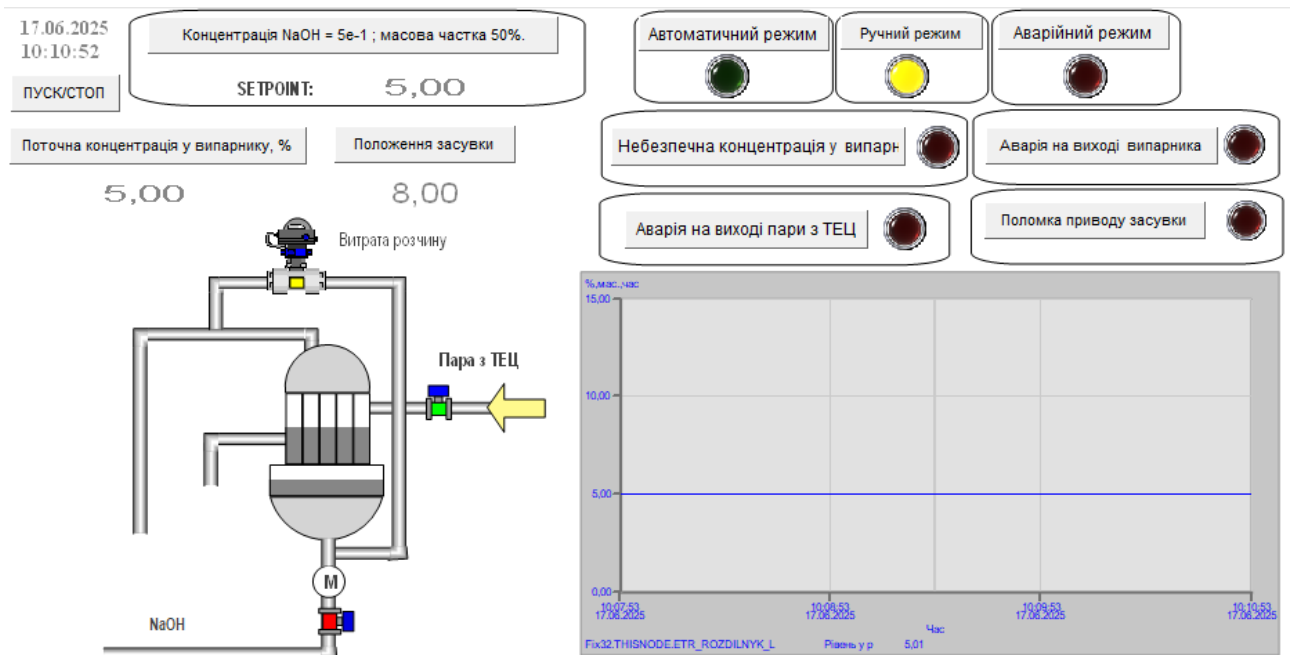 17.06.2025
10:10:52
ПУСК/СТОП
Концентрація NaOH = 5e-1 ; масова частка 50%.
SETPOINT: 5,00
Автоматичний режим
Ручний режим
Аварійний режим
Поточна концентрація у випарнику, %
Положення засувки
5,00
8,00
Небезпечна концентрація у випарн
Аварія на виході випарника
Аварія на виході пари з ТЕЦ
Поломка приводу засувки
Витрата розчину
Пара з ТЕЦ
M
NaOH
%,мас.,час
15,00
10,00
5,00
0,00
10:07:53 10:08:53 10:09:53 10:10:53
17.06.2025 17.06.2025 17.06.2025 17.06.2025
Час
Fix32.THISNODE.ETR_ROZDILNYK_L Рівень у р 5,01